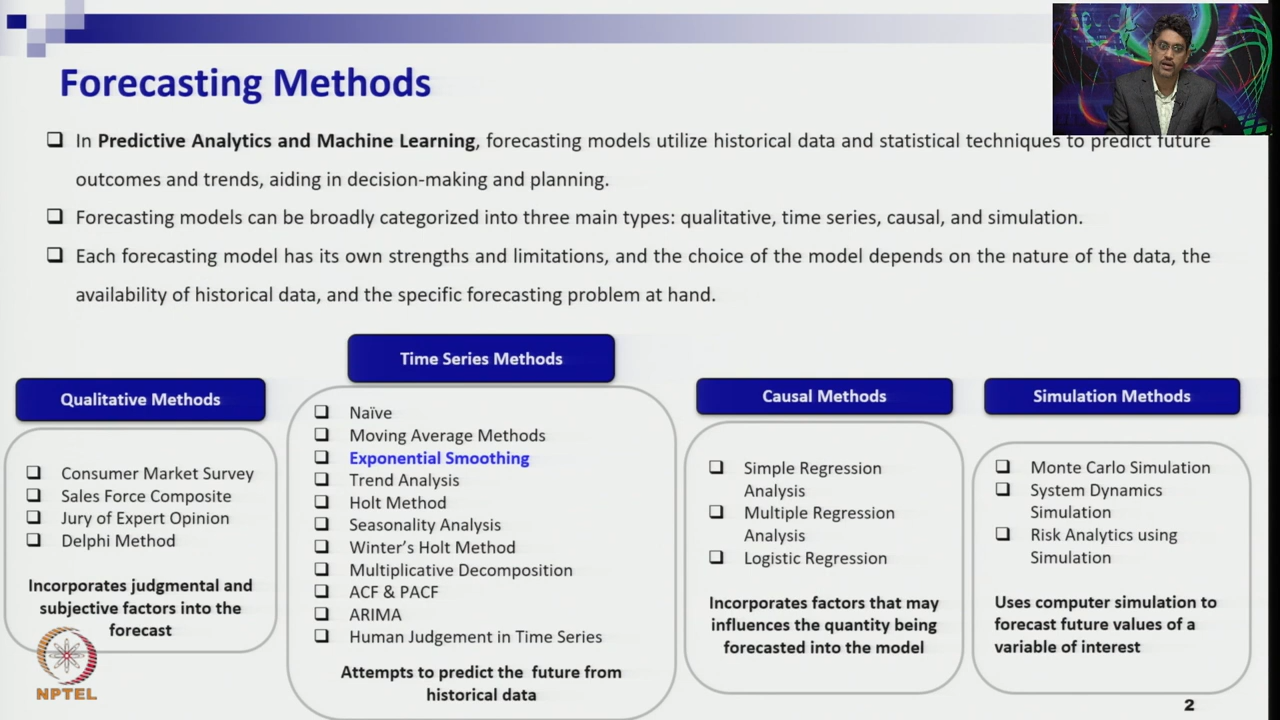 Forecasting Methods
In Predictive Analytics and Machine Learning, forecasting models utilize historical data and statistical techniques to predict future
outcomes and trends, aiding in decision-making and planning.
Forecasting models can be broadly categorized into three main types: qualitative, time series, causal, and simulation.
Each forecasting model has its own strengths and limitations, and the choice of the model depends on the nature of the data, the
availability of historical data, and the specific forecasting problem at hand.
Qualitative Methods
Consumer Market Survey
Sales Force Composite
Jury of Expert Opinion
Delphi Method
Incorporates judgmental and
subjective factors into the
forecast
Time Series Methods
Naïve
Moving Average Methods
Exponential Smoothing
Trend Analysis
Holt Method
Seasonality Analysis
Winter's Holt Method
Multiplicative Decomposition
ACF & PACF
ARIMA
Human Judgement in Time Series
Attempts to predict the future from
historical data
Causal Methods
Simple Regression
Analysis
Multiple Regression
Analysis
Logistic Regression
Incorporates factors that may
influences the quantity being
forecasted into the model
Simulation Methods
Monte Carlo Simulation
System Dynamics
Simulation
Risk Analytics using
Simulation
Uses computer simulation to
forecast future values of a
variable of interest
NPTEL
2